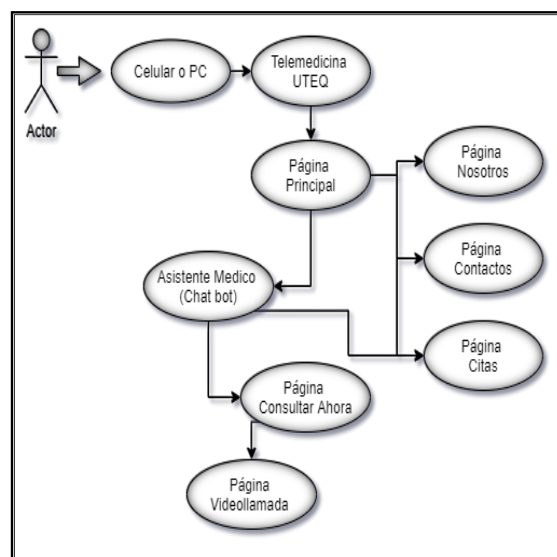 Actor
Celular o PC
Telemedicina
UTEQ
Página
Principal
Página
Nosotros
Página
Contactos
Página
Citas
Asistente Medico
(Chat bot)
Página
Consultar Ahora
Página
Videollamada